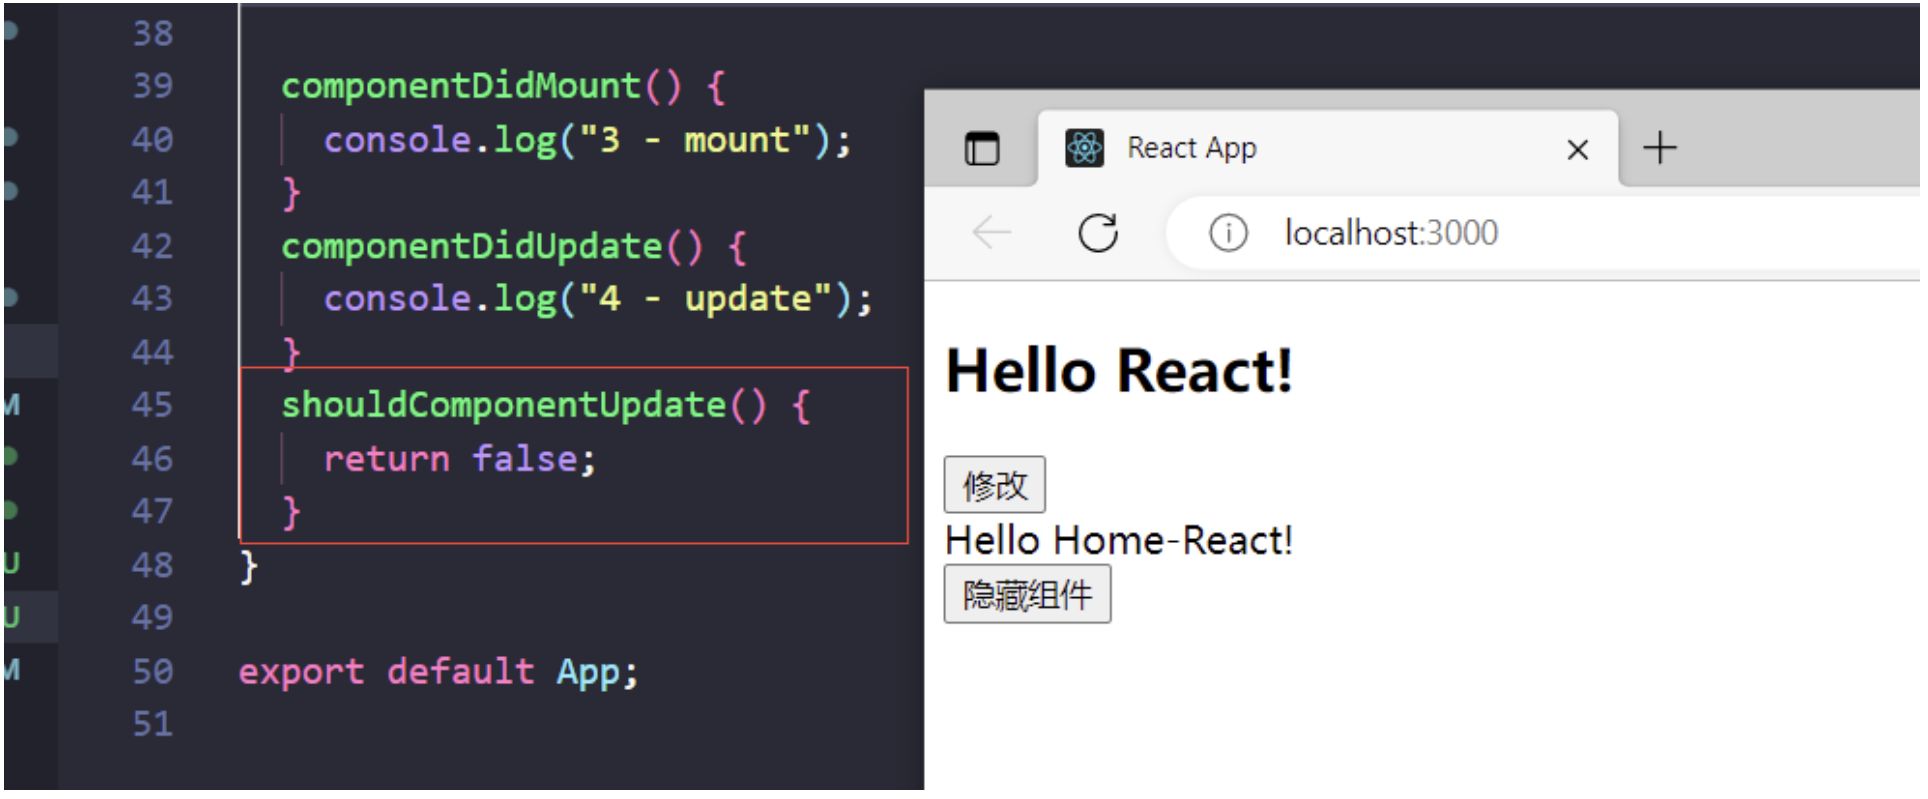 38
39 componentDidMount() {
40 console.log("3 - mount");
41 }
42 componentDidUpdate() {
43 console.log("4 - update");
44 }
M 45 shouldComponentUpdate() {
46 return false;
47 }
U 48 }
U 49
M 50 export default App;
51
React App
localhost:3000
Hello React!
修改
Hello Home-React!
隐藏组件